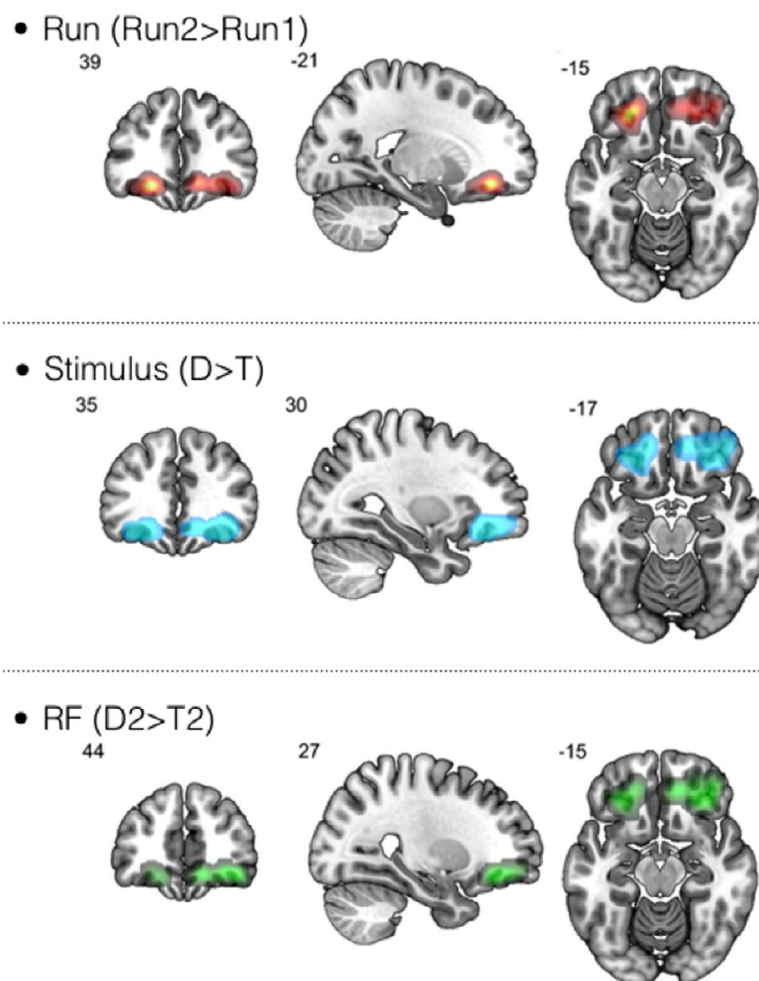 • Run (Run2>Run1)
39 -21 -15
• Stimulus (D>T)
35 30 -17
• RF (D2>T2)
44 27 -15